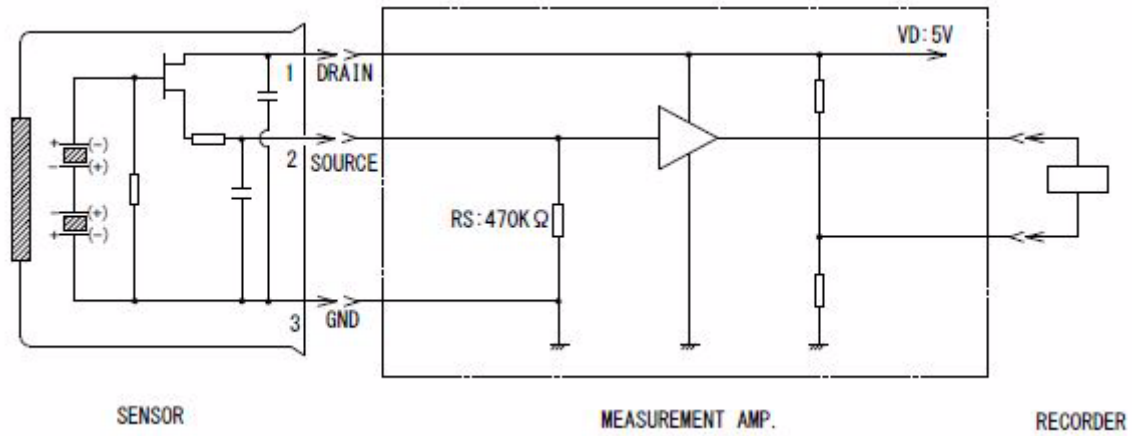 VD:5V
1 DRAIN
+ (-)
- (+)
2 SOURCE
- (+)
+ (-)
RS:470KΩ
3 GND
SENSOR
MEASUREMENT AMP.
RECORDER